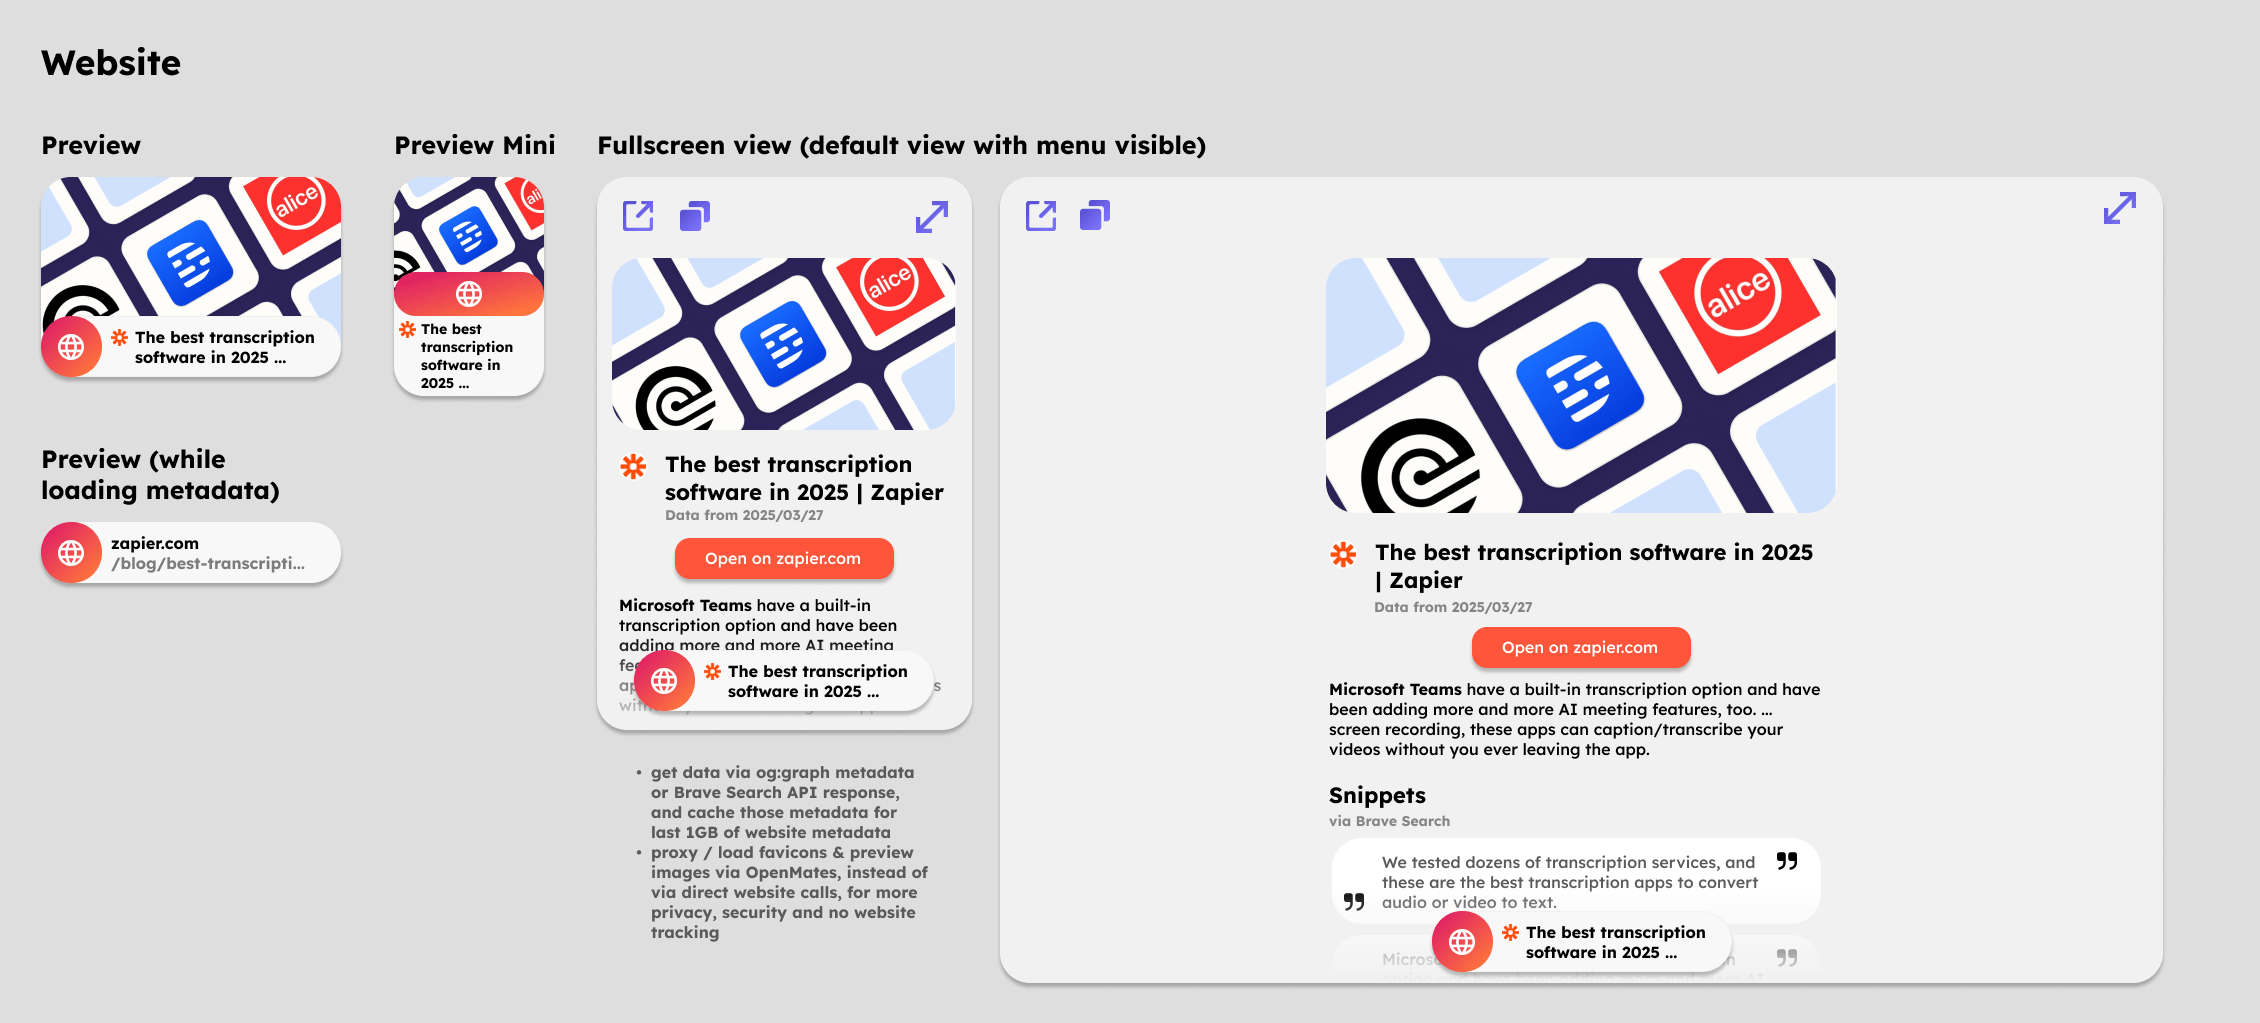 Website
Preview
alice
The best transcription
software in 2025 ...
Preview Mini
ali
The best
transcription
software in
2025 ...
Preview (while
loading metadata)
zapier.com
/blog/best-transcripti...
Fullscreen view (default view with menu visible)
alice
The best transcription
software in 2025 | Zapier
Data from 2025/03/27
Open on zapier.com
Microsoft Teams have a built-in
transcription option and have been
adding more and more AI meeting
The best transcription
software in 2025 ...
• get data via og:graph metadata
or Brave Search API response,
and cache those metadata for
last 1GB of website metadata
• proxy / load favicons & preview
images via OpenMates, instead of
via direct website calls, for more
privacy, security and no website
tracking
alice
The best transcription software in 2025
| Zapier
Data from 2025/03/27
Open on zapier.com
Microsoft Teams have a built-in transcription option and have
been adding more and more AI meeting features, too. ...
screen recording, these apps can caption/transcribe your
videos without you ever leaving the app.
Snippets
via Brave Search
We tested dozens of transcription services, and
these are the best transcription apps to convert
audio or video to text.
The best transcription
software in 2025 ...